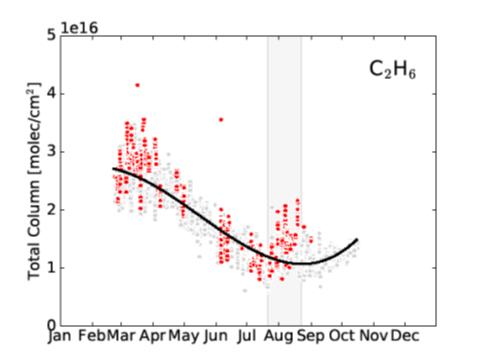 1e16
C₂H₆
Total Column [molec/cm²]
5
4
3
2
1
0
Jan Feb Mar Apr May Jun Jul Aug Sep Oct Nov Dec